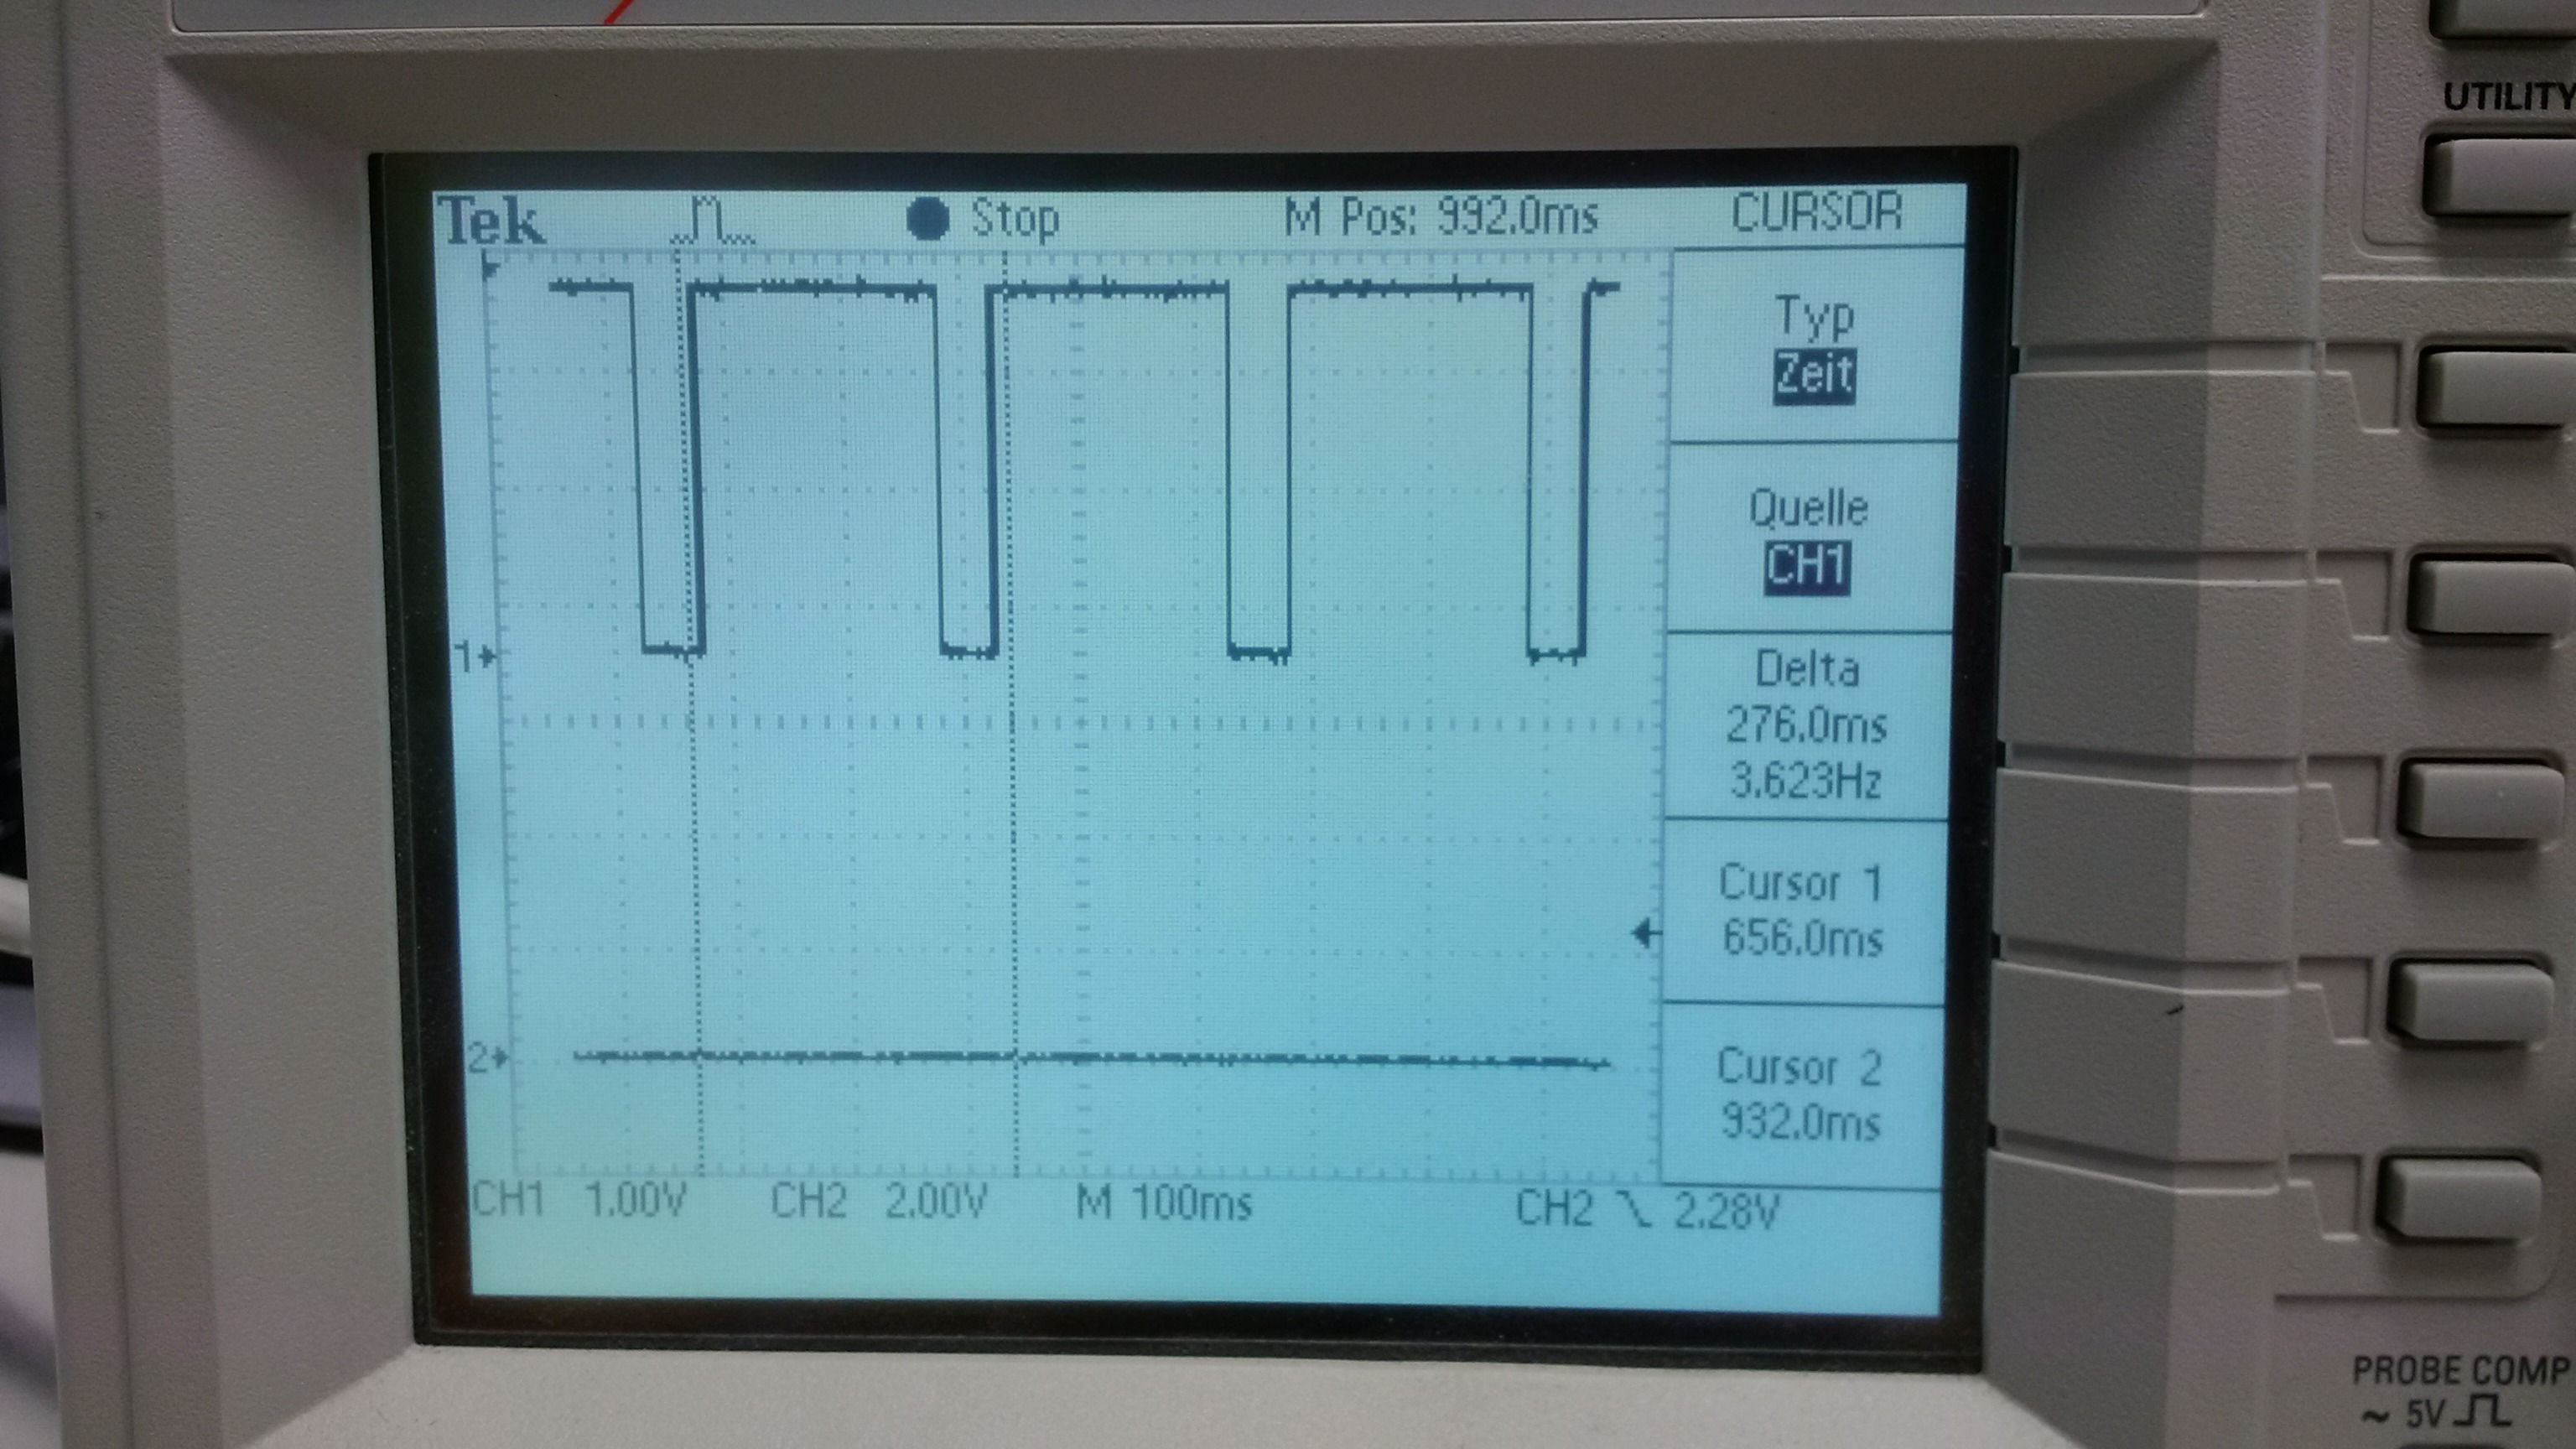 UTILITY
Tek Stop M Pos: 992.0ms CURSOR
Typ
Zeit
Quelle
CH1
Delta
276.0ms
3.623Hz
Cursor 1
656.0ms
Cursor 2
932.0ms
1
2
CH1 1.00V CH2 2.00V M 100ms CH2 2.28V
PROBE COMP
~ 5V